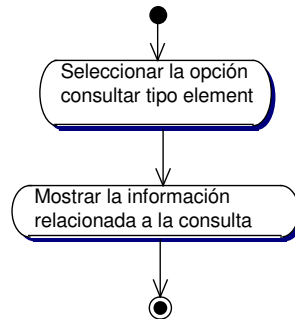 Seleccionar la opción
consultar tipo element
Mostrar la información
relacionada a la consulta